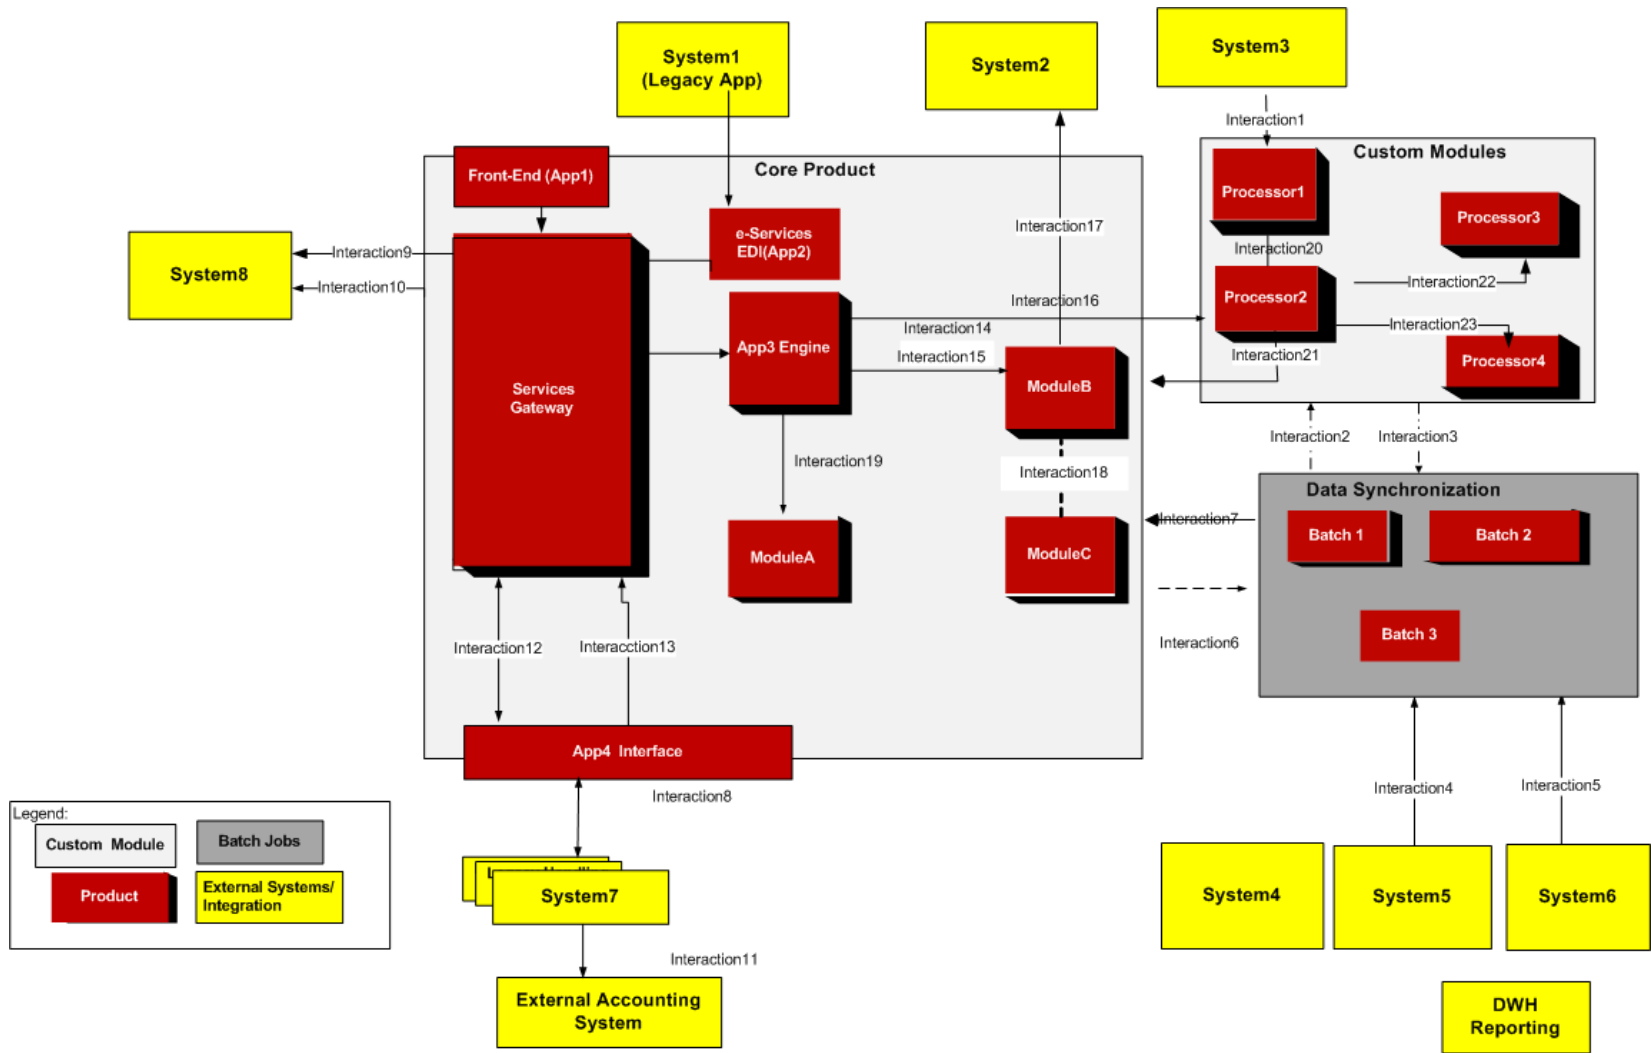 System1
(Legacy App)
System2
System3
Interaction1
Custom Modules
Core Product
Front-End (App1)
Processor1
Processor3
e-Services
EDI(App2)
Interaction17
Interaction20
Interaction9
System8
Interaction10
Interaction16
Processor2
Interaction22
Interaction14
Interaction23
App3 Engine
Interaction15
Interaction21
Processor4
Services
Gateway
ModuleB
Interaction2
Interaction3
Interaction19
Interaction18
Data Synchronization
Interaction7
Batch 1
Batch 2
ModuleA
ModuleC
Batch 3
Interaction12
Interacction13
Interaction6
App4 Interface
Interaction8
Interaction4
Interaction5
Legend:
Custom Module
Batch Jobs
Product
External Systems/
Integration
System7
System4
System5
System6
Interaction11
External Accounting
System
DWH
Reporting